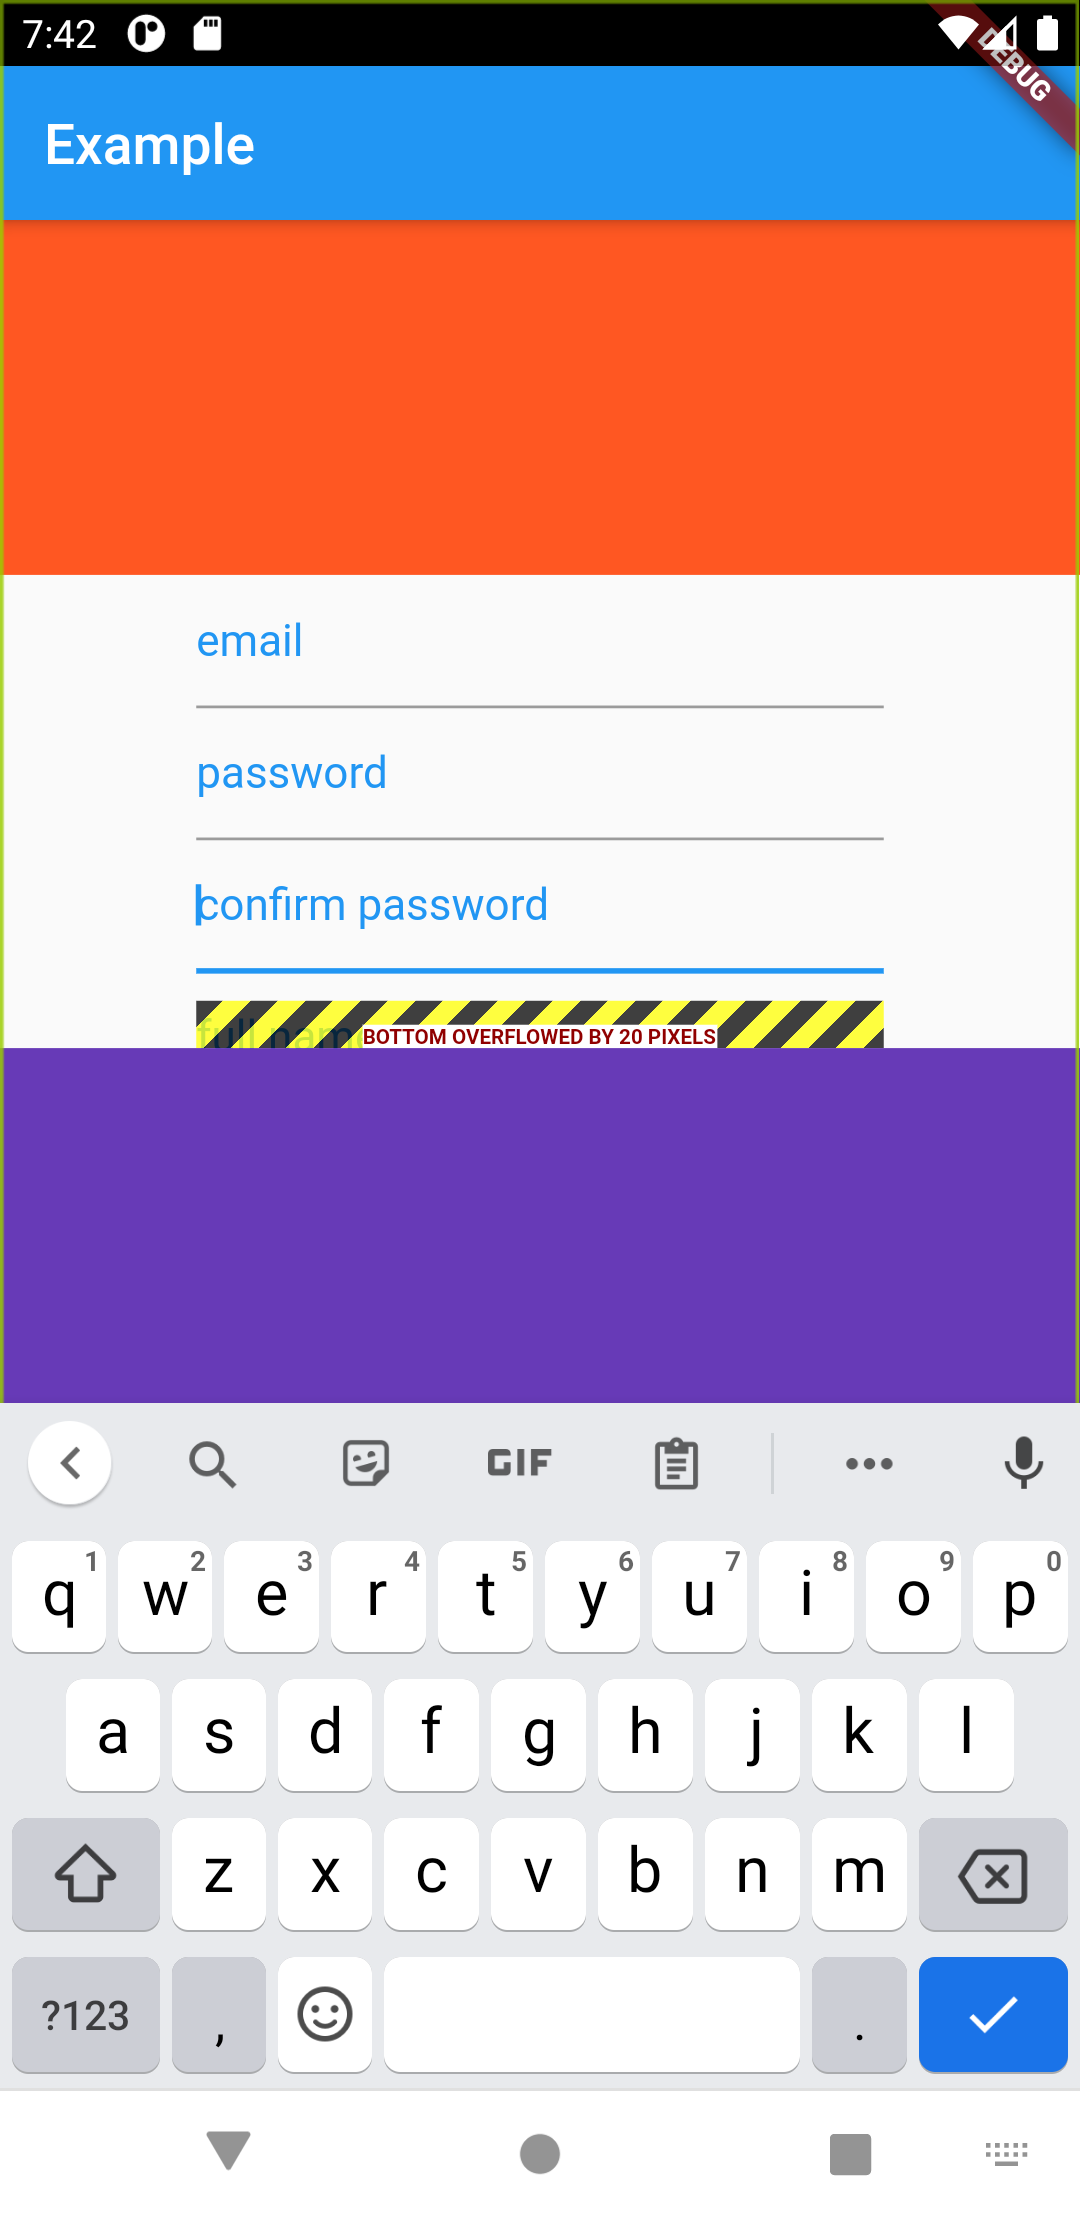 7:42
DEBUG
Example
email
password
confirm password
full name
BOTTOM OVERFLOWED BY 20 PIXELS
GIF
q 1 w 2 e 3 r 4 t 5 y 6 u 7 i 8 o 9 p 0
a s d f g h j k l
z x c v b n m
?123 , .